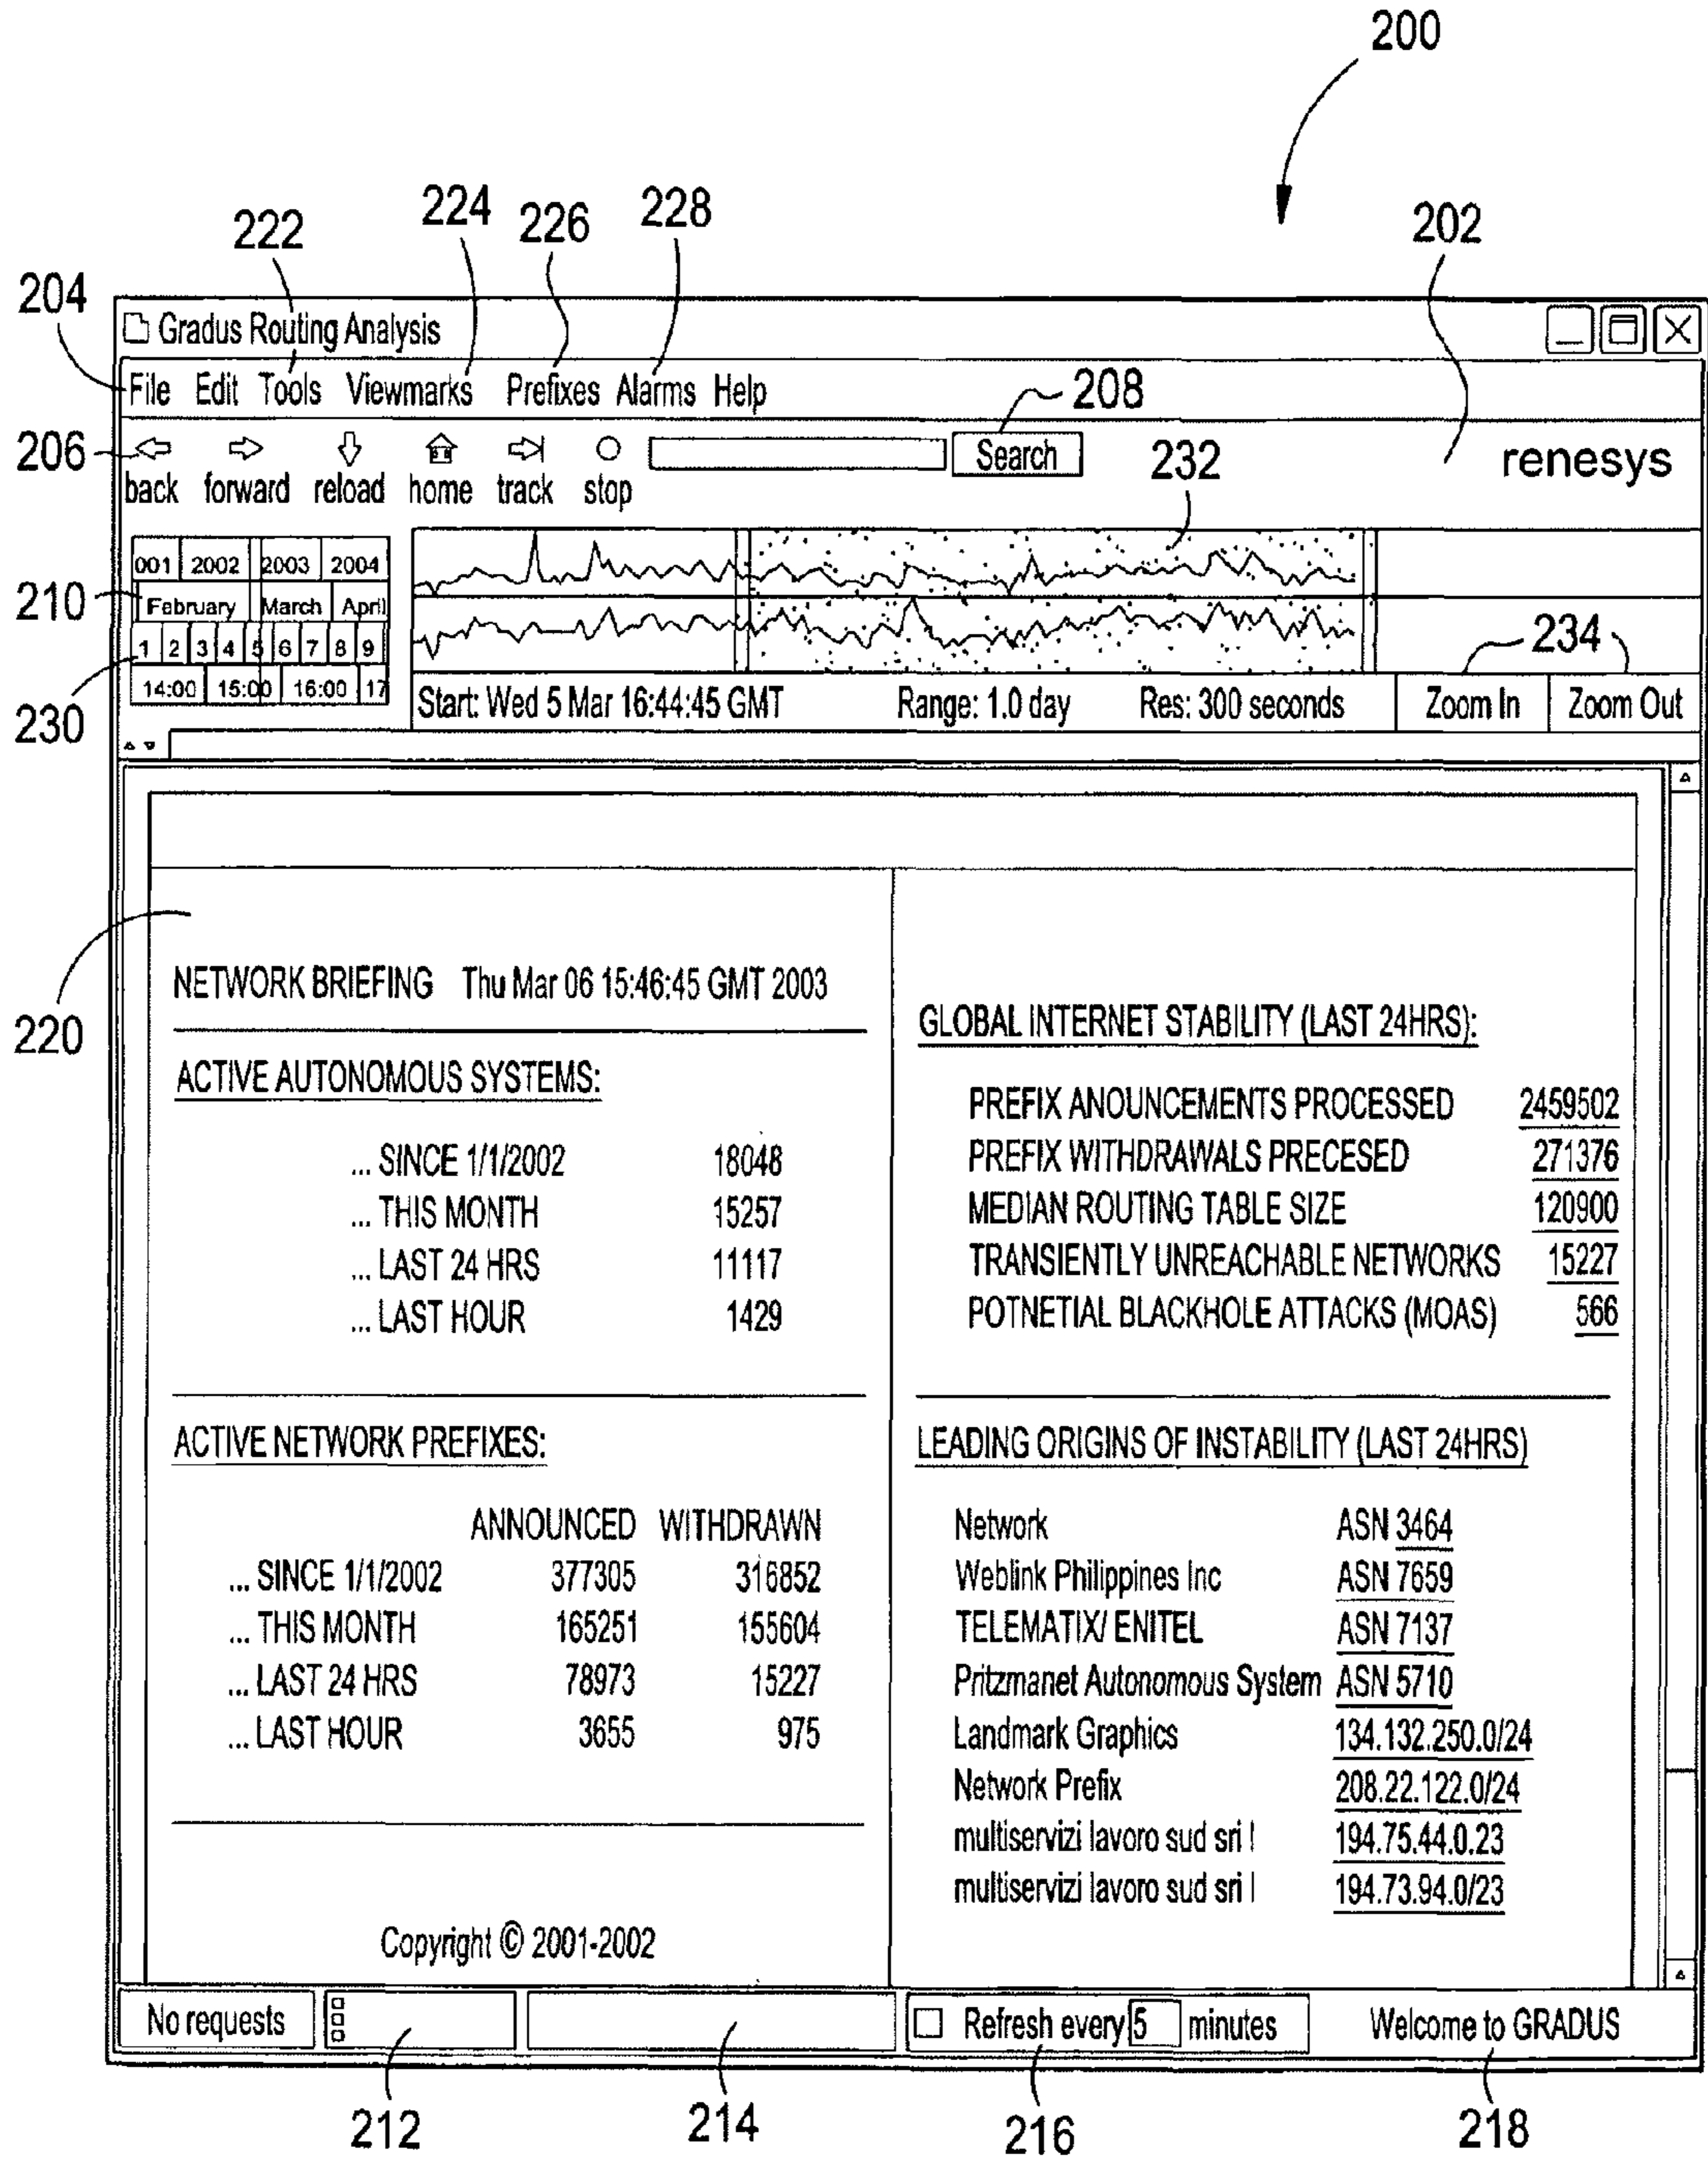 200
222
224
226
228
202
204
Gradus Routing Analysis
File Edit Tools Viewmarks Prefixes Alarms Help
208
206
Search
232
renesys
back forward reload home track stop
001 2002 2003 2004
210
February March April
1 2 3 4 5 6 7 8 9
234
14:00 15:00 16:00 17
230
Start: Wed 5 Mar 16:44:45 GMT Range: 1.0 day Res: 300 seconds Zoom In Zoom Out
220
NETWORK BRIEFING Thu Mar 06 15:46:45 GMT 2003
ACTIVE AUTONOMOUS SYSTEMS:
... SINCE 1/1/2002 18048
... THIS MONTH 15257
... LAST 24 HRS 11117
... LAST HOUR 1429
ACTIVE NETWORK PREFIXES:
ANNOUNCED WITHDRAWN
... SINCE 1/1/2002 377305 316852
... THIS MONTH 165251 155604
... LAST 24 HRS 78973 15227
... LAST HOUR 3655 975
Copyright © 2001-2002
GLOBAL INTERNET STABILITY (LAST 24HRS):
PREFIX ANOUNCEMENTS PROCESSED 2459502
PREFIX WITHDRAWALS PRECESED 271376
MEDIAN ROUTING TABLE SIZE 120900
TRANSIENTLY UNREACHABLE NETWORKS 15227
POTNETIAL BLACKHOLE ATTACKS (MOAS) 566
LEADING ORIGINS OF INSTABILITY (LAST 24HRS)
Network ASN 3464
Weblink Philippines Inc ASN 7659
TELEMATIX/ ENITEL ASN 7137
Pritzmanet Autonomous System ASN 5710
Landmark Graphics 134.132.250.0/24
Network Prefix 208.22.122.0/24
multiservizi lavoro sud sri l 194.75.44.0.23
multiservizi lavoro sud sri l 194.73.94.0/23
No requests
Refresh every 5 minutes
Welcome to GRADUS
212
214
216
218